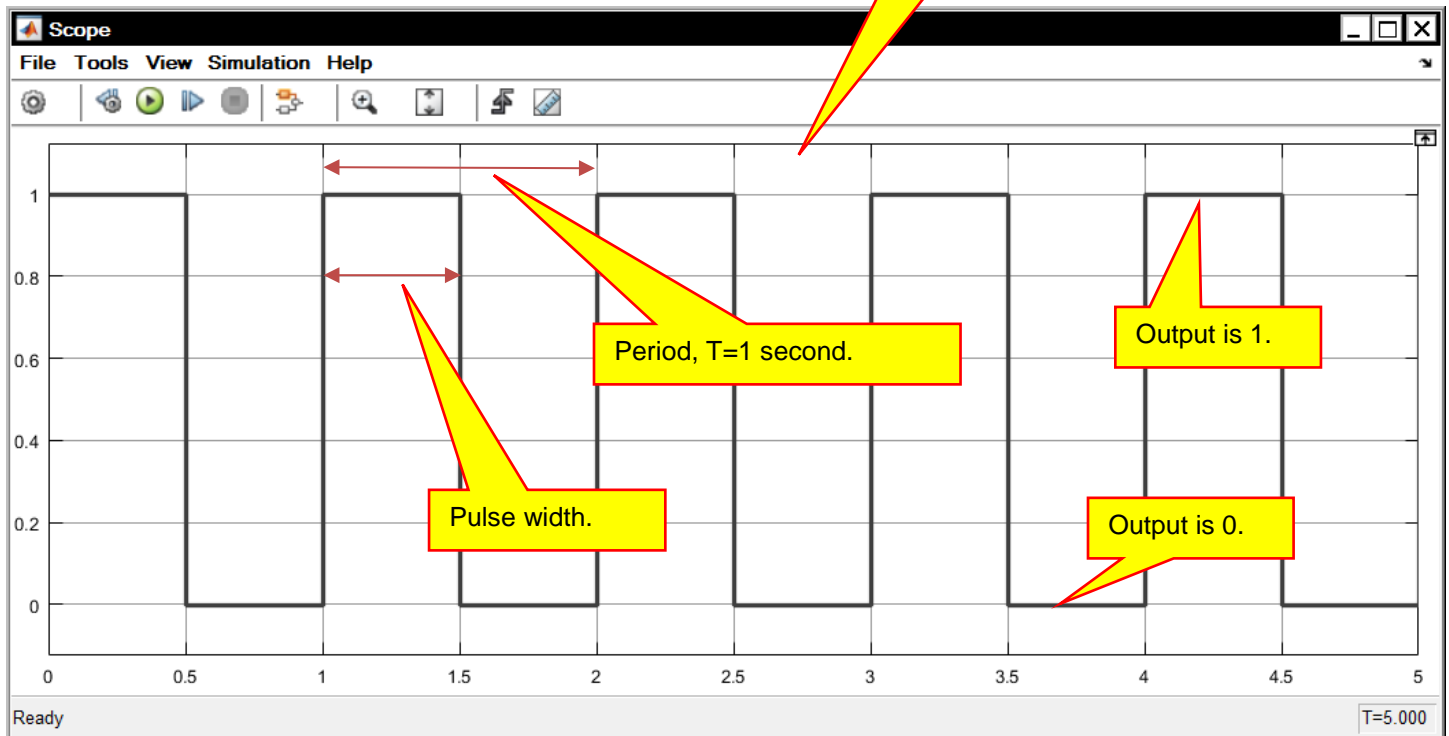 Scope
File Tools View Simulation Help
1
0.8
0.6
0.4
0.2
0
Period, T=1 second.
Output is 1.
Pulse width.
Output is 0.
0 0.5 1 1.5 2 2.5 3 3.5 4 4.5 5
Ready T=5.000